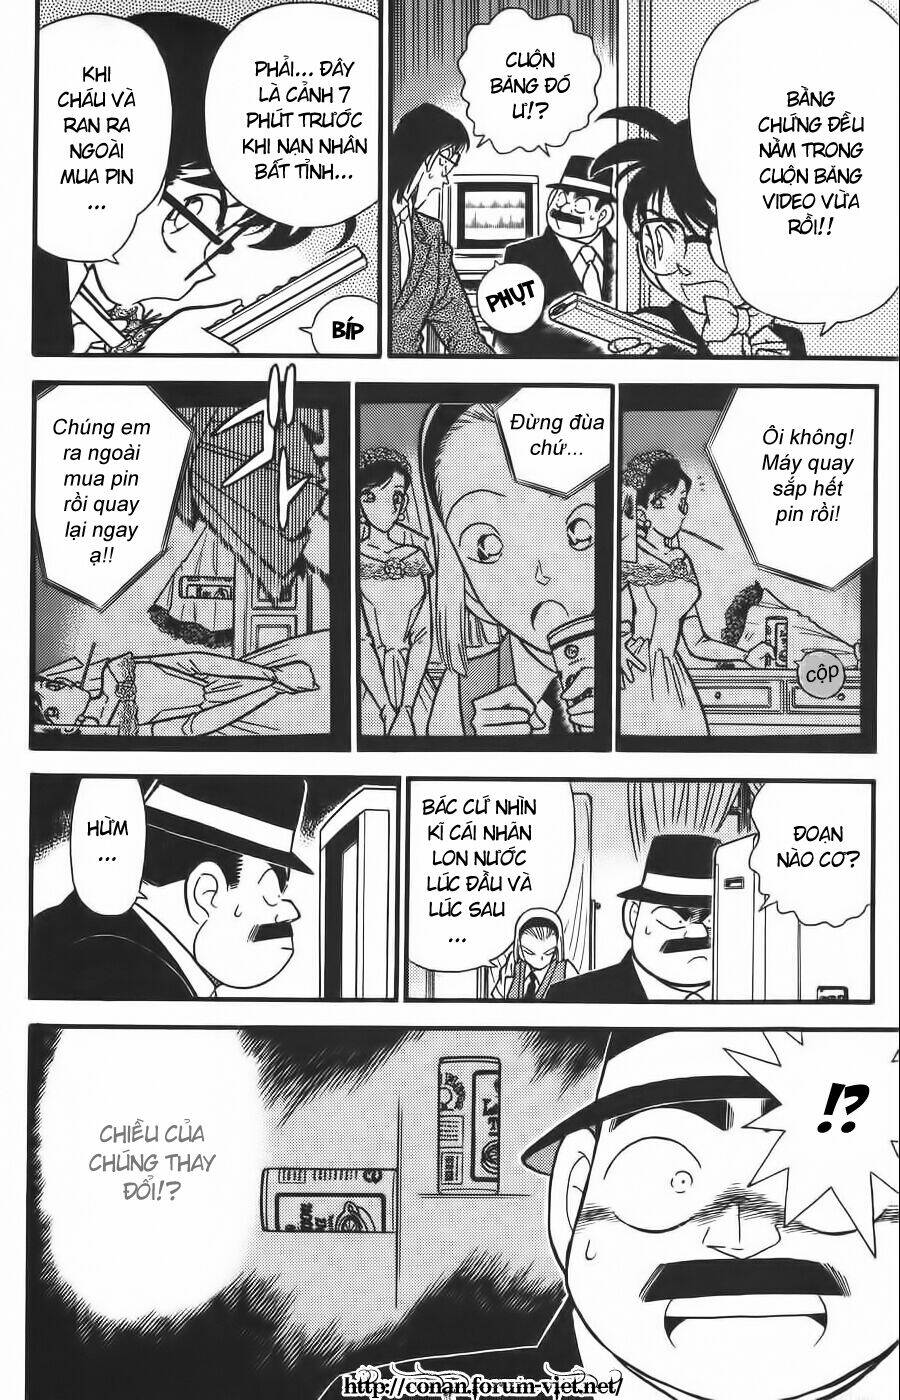 BẰNG
CHỨNG ĐỀU
NẰM TRONG
CUỘN BĂNG
VIDEO VỪA
RỒI!!
CUỘN
BĂNG ĐÓ
Ư!?
PHỤT
PHẢI... ĐÂY
LÀ CẢNH 7
PHÚT TRƯỚC
KHI NẠN NHÂN
BẤT TỈNH...
KHI
CHÁU VÀ
RAN RA
NGOÀI
MUA PIN
...
BÍP
Ôi không!
Máy quay
sắp hết
pin rồi!
cộp
Đừng đùa
chứ...
Chúng em
ra ngoài
mua pin
rồi quay
lại ngay
ạ!!
ĐOẠN
NÀO CƠ?
BÁC CỨ NHÌN
KĨ CÁI NHÃN
LON NƯỚC
LÚC ĐẦU VÀ
LÚC SAU
...
HỪM
...
!?
CHIỀU CỦA
CHÚNG THAY
ĐỔI!?
http://conan.forum-viet.net/